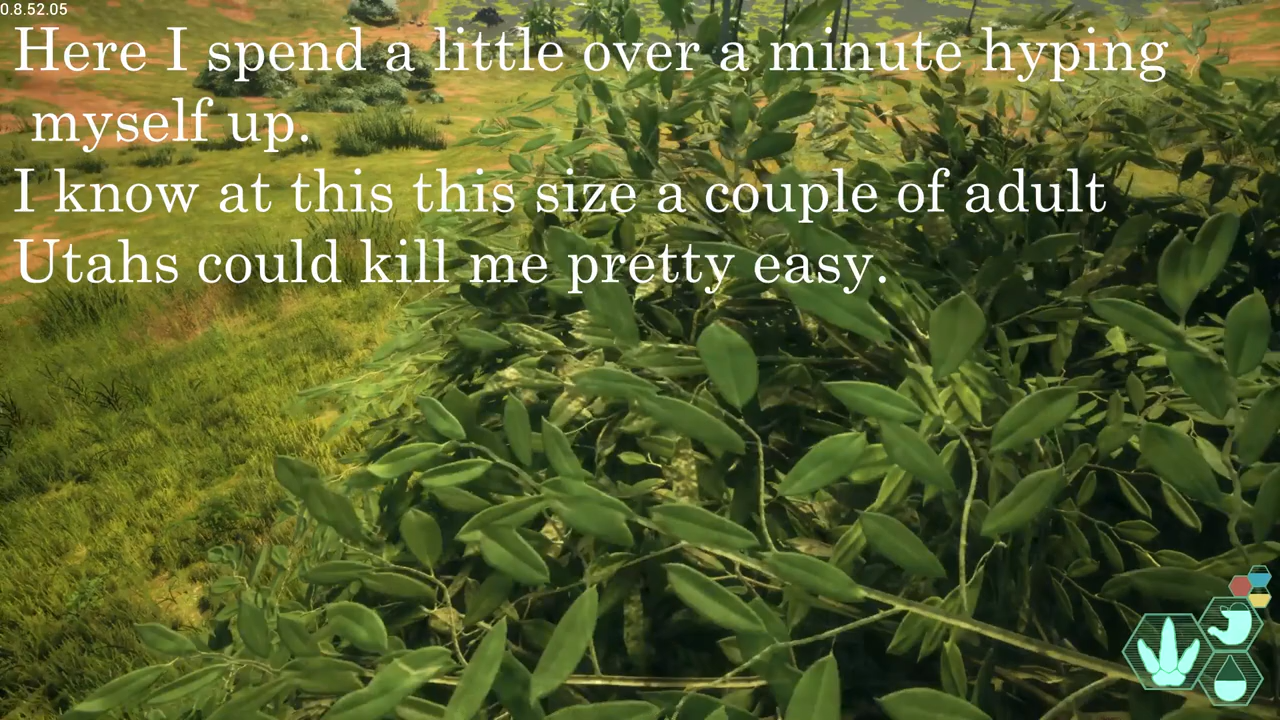 0.8.52.05
Here I spend a little over a minute hyping
myself up.
I know at this this size a couple of adult
Utahs could kill me pretty easy.